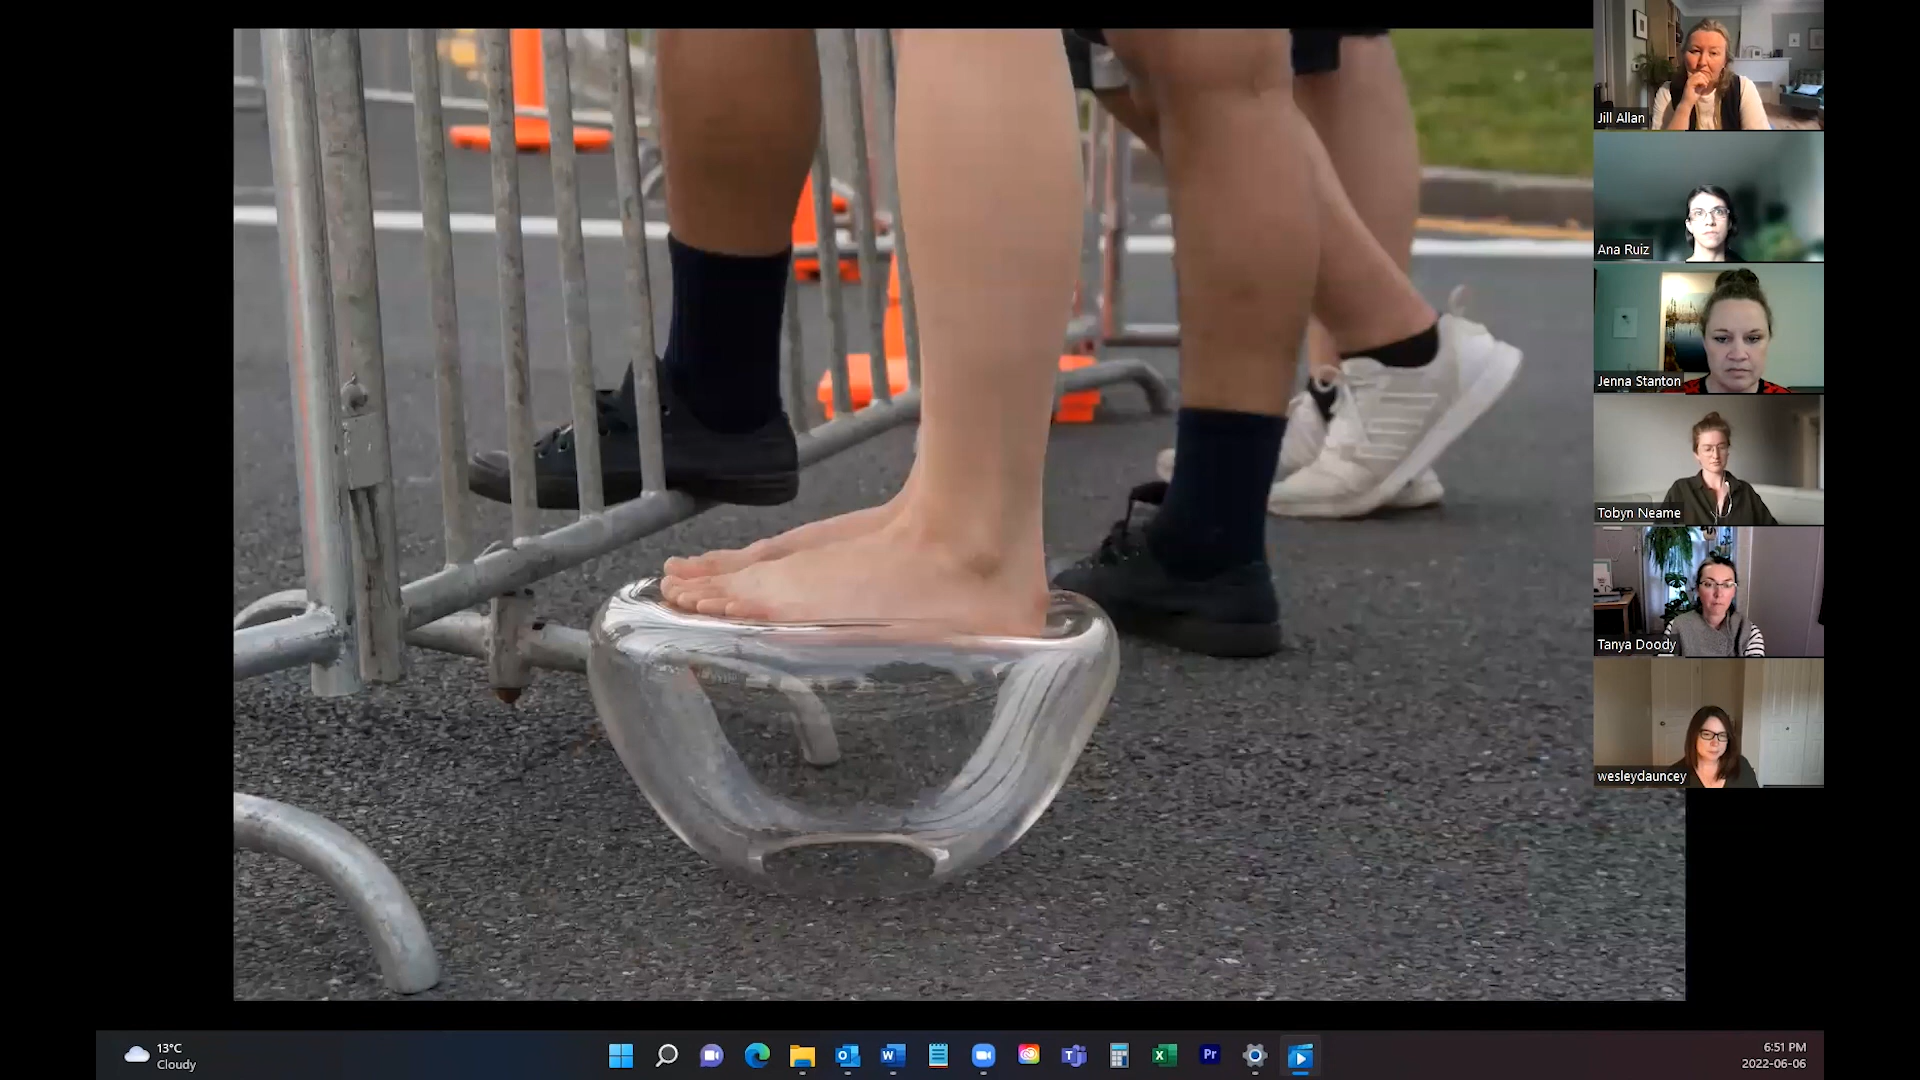 Jill Allan
Ana Ruiz
Jenna Stanton
Tobyn Neame
Tanya Doody
wesleydauncey
13°C
Cloudy
6:51 PM
2022-06-06
Pr